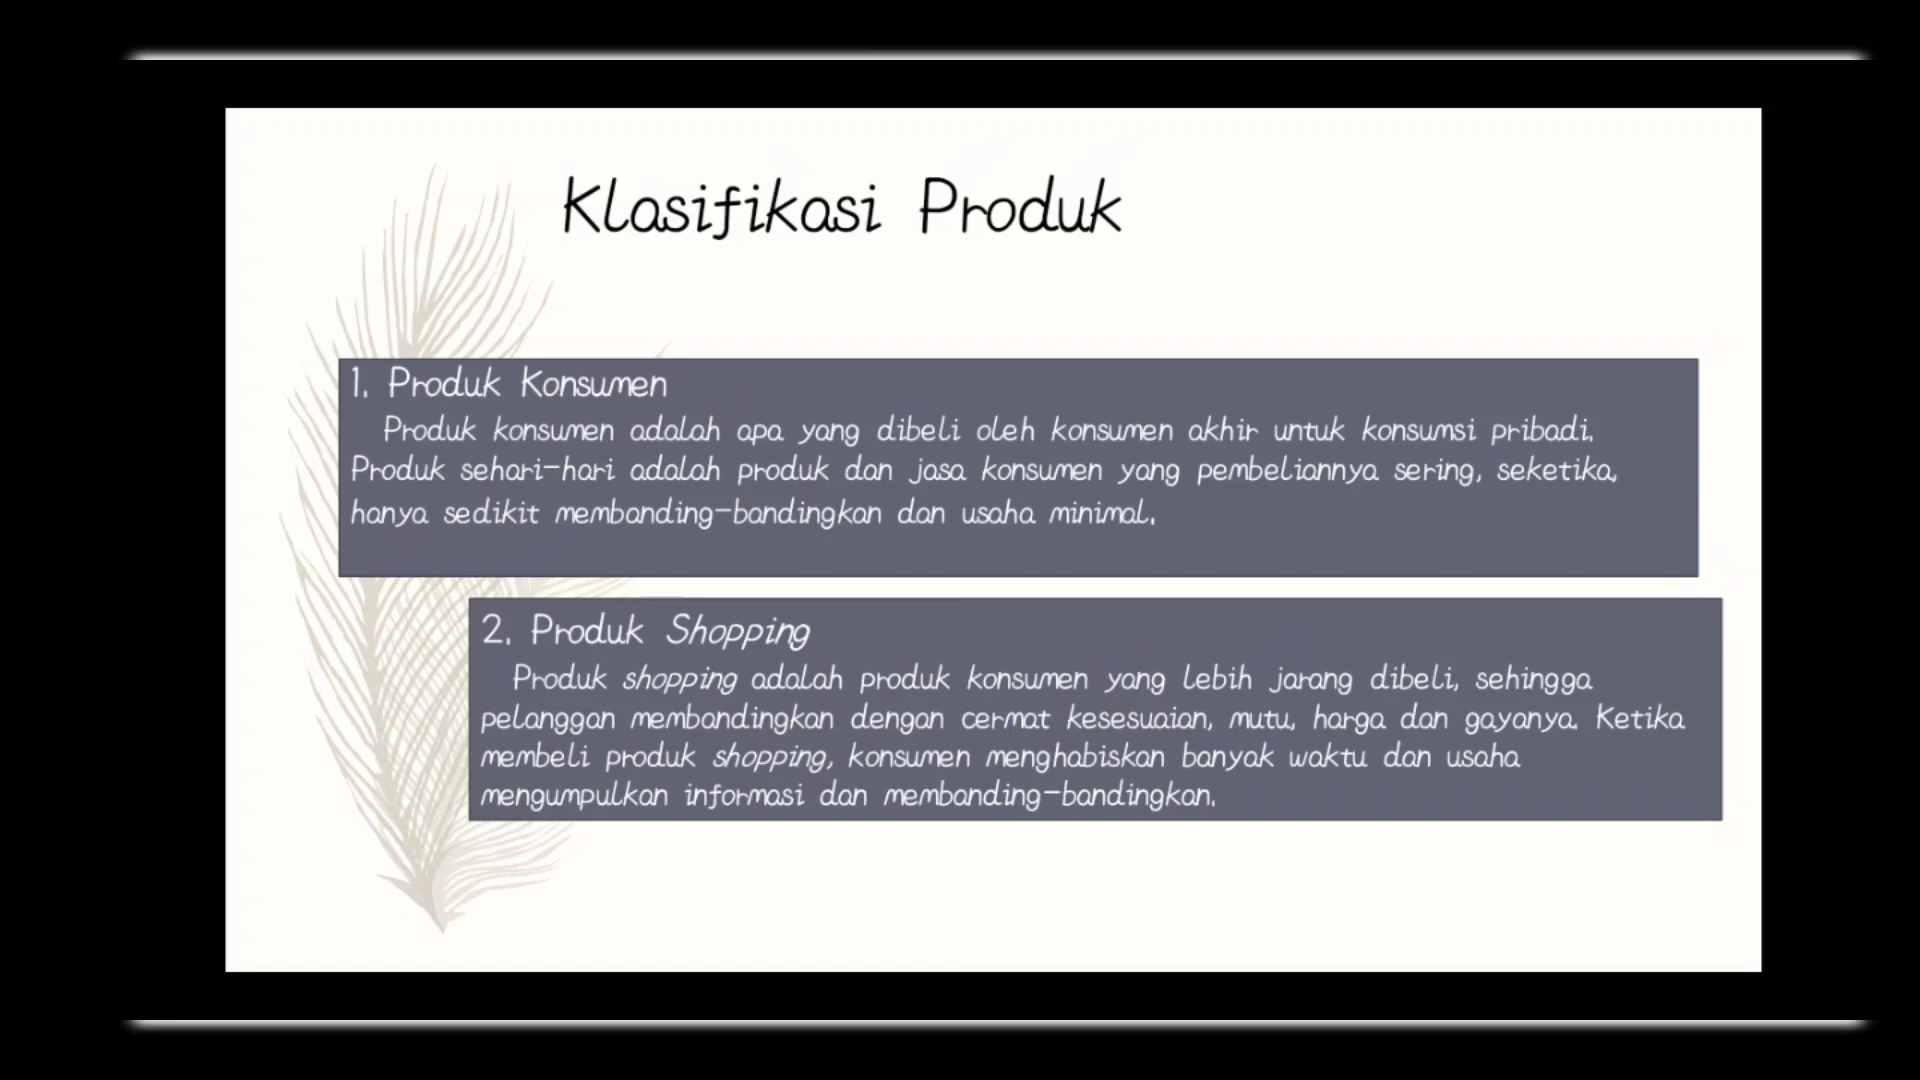 Klasifikasi Produk
1. Produk Konsumen
Produk konsumen adalah apa yang dibeli oleh konsumen akhir untuk konsumsi pribadi.
Produk sehari-hari adalah produk dan jasa konsumen yang pembeliannya sering, seketika,
hanya sedikit membanding-bandingkan dan usaha minimal.
2. Produk Shopping
Produk shopping adalah produk konsumen yang lebih jarang dibeli, sehingga
pelanggan membandingkan dengan cermat kesesuaian, mutu, harga dan gayanya. Ketika
membeli produk shopping, konsumen menghabiskan banyak waktu dan usaha
mengumpulkan informasi dan membanding-bandingkan.